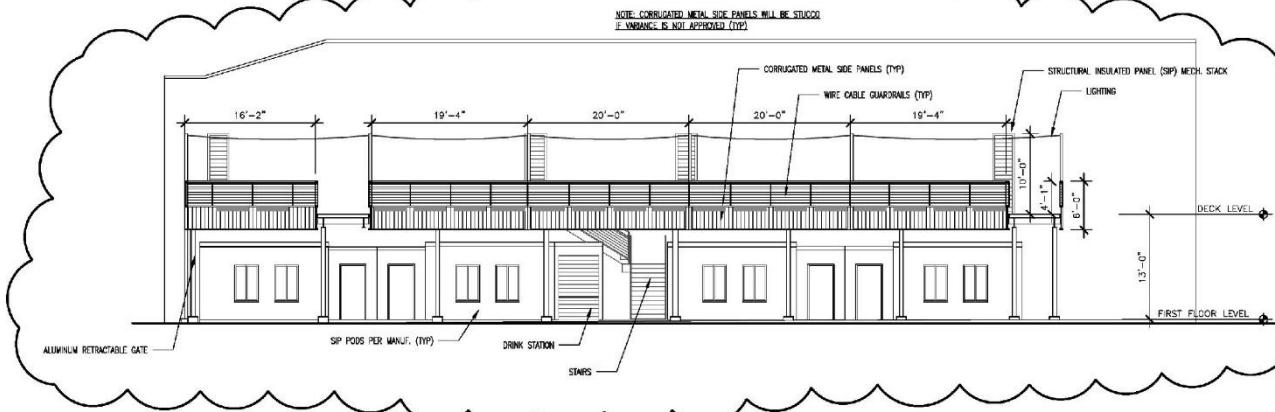 NOTE: CORRUGATED METAL SIDE PANELS WILL BE STUCCO
IF VARIANCE IS NOT APPROVED (TYP)
CORRUGATED METAL SIDE PANELS (TYP)
STRUCTURAL INSULATED PANEL (SIP) MECH. STACK
WIRE CABLE GUARDRAILS (TYP)
LIGHTING
16'-2"
19'-4"
20'-0"
20'-0"
19'-4"
10'-0"
4'-1"
6'-0"
DECK LEVEL
13'-0"
FIRST FLOOR LEVEL
ALUMINUM RETRACTABLE GATE
SIP PODS PER MANUF. (TYP)
DRINK STATION
STAIRS